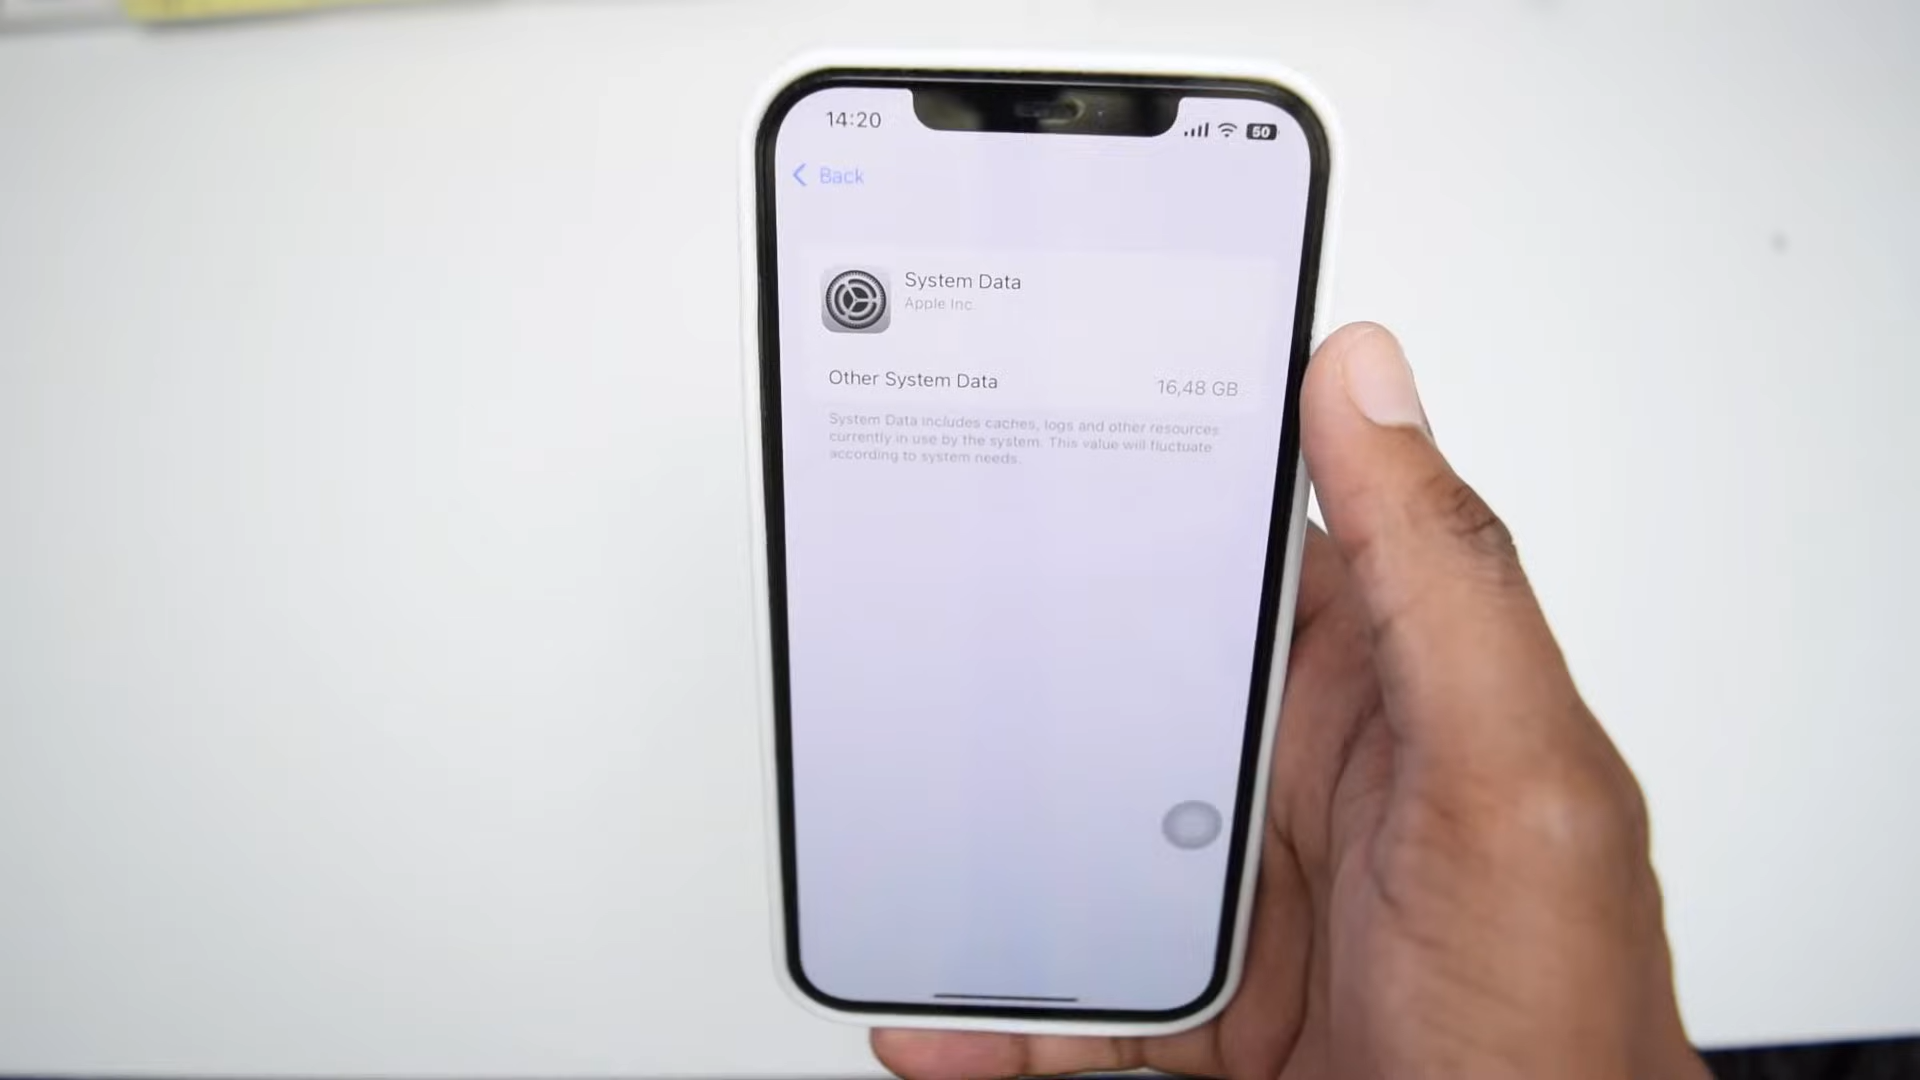 14:20
50
Back
System Data
Apple Inc.
Other System Data
16,48 GB
System Data includes caches, logs and other resources
currently in use by the system. This value will fluctuate
according to system needs.